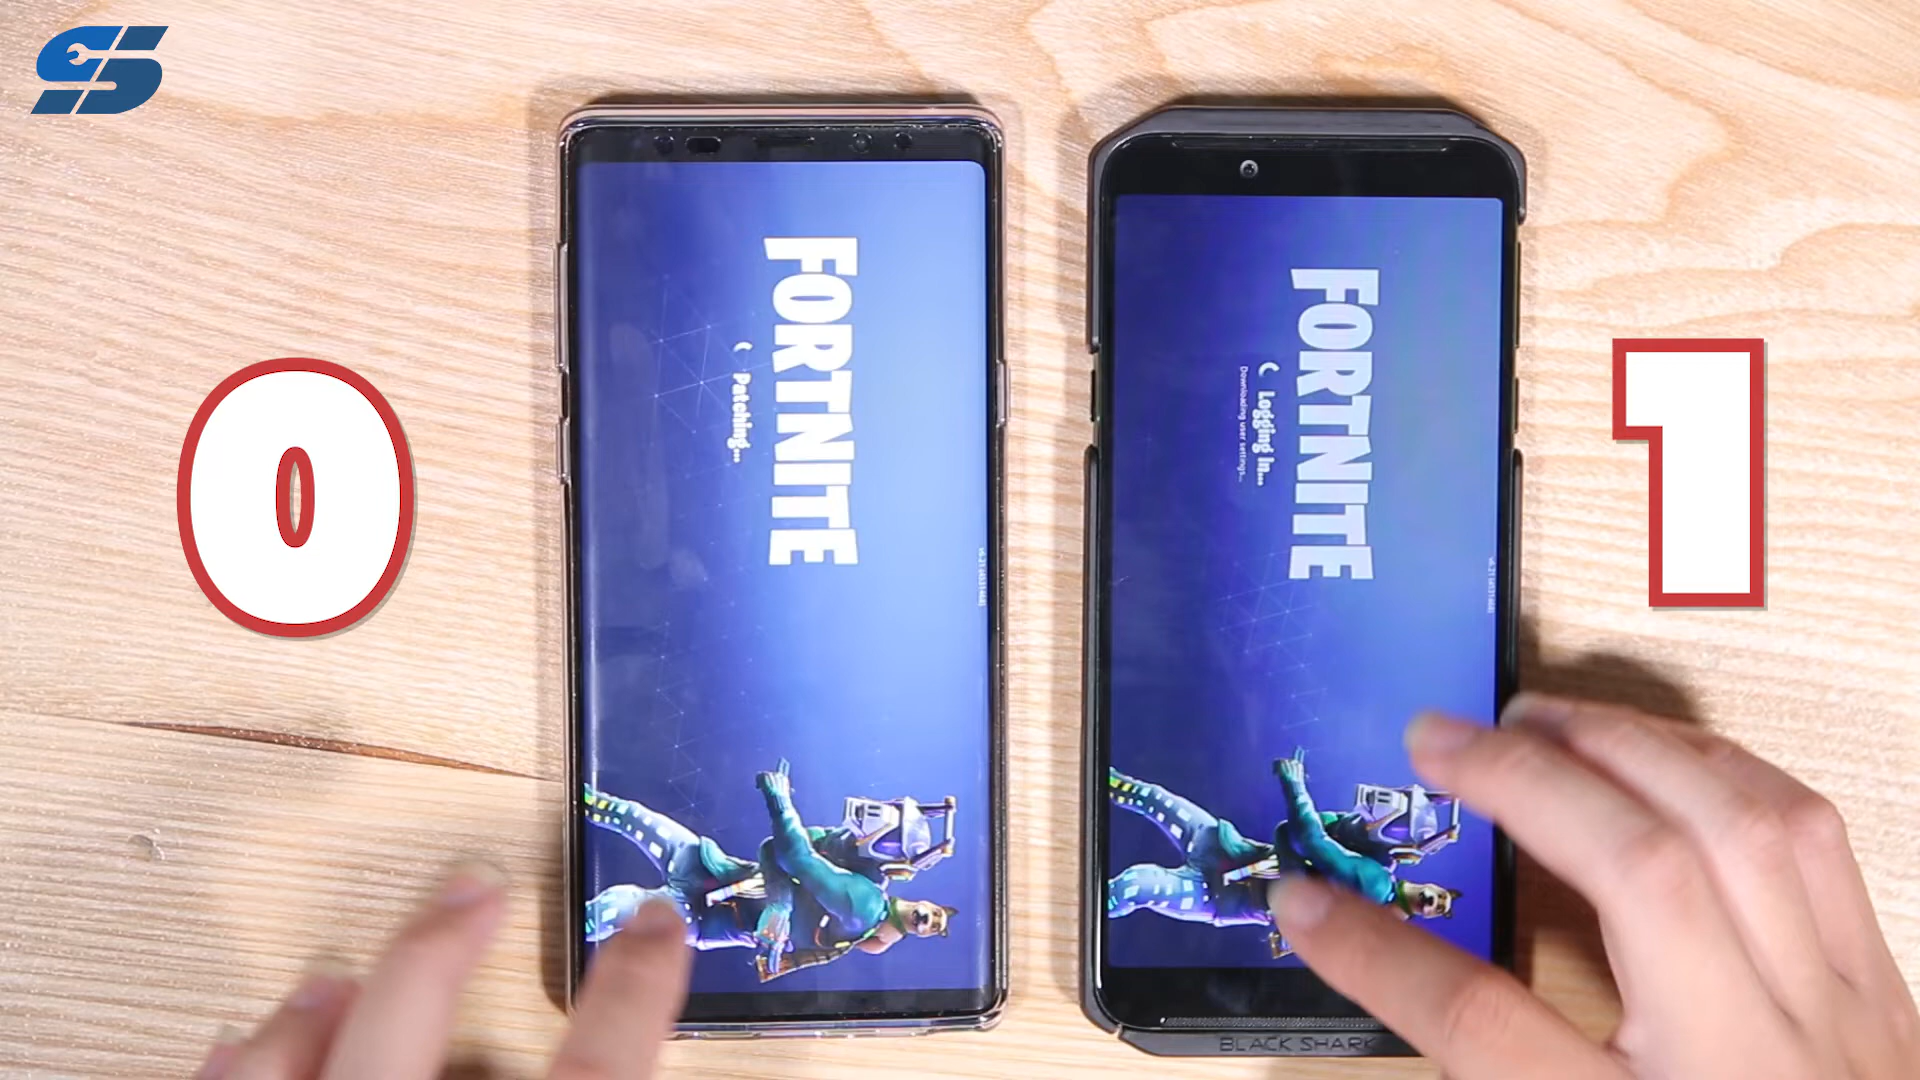 0
FORTNITE
Patching...
FORTNITE
Logging In...
Downloading user settings...
1
BLACK SHARK